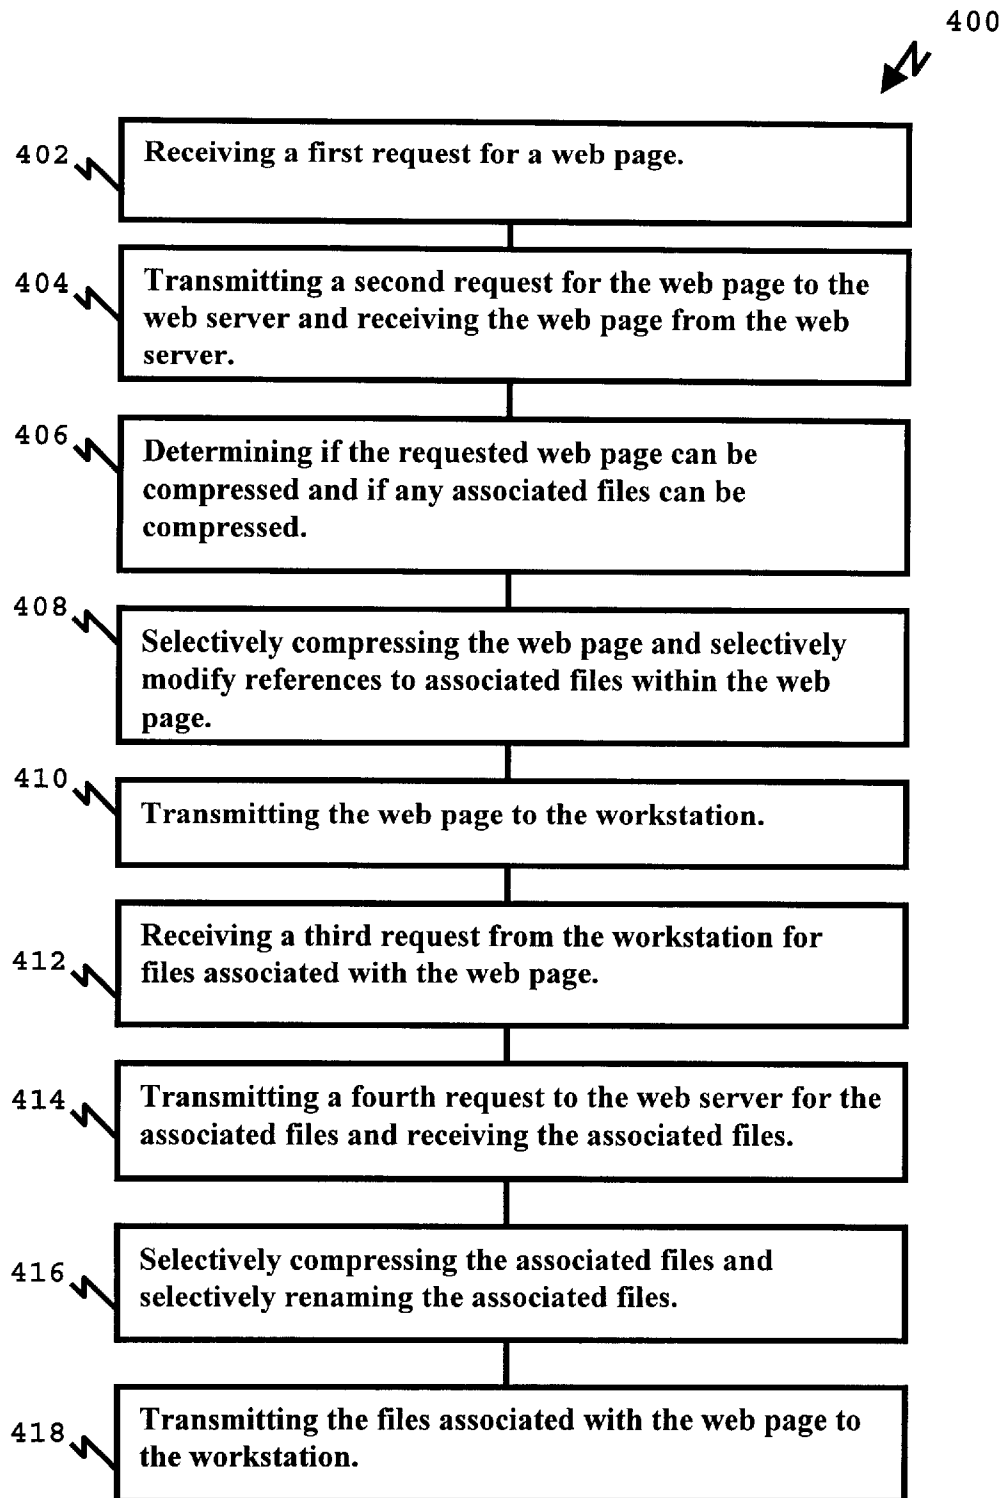 400
402
Receiving a first request for a web page.
404
Transmitting a second request for the web page to the
web server and receiving the web page from the web
server.
406
Determining if the requested web page can be
compressed and if any associated files can be
compressed.
408
Selectively compressing the web page and selectively
modify references to associated files within the web
page.
410
Transmitting the web page to the workstation.
412
Receiving a third request from the workstation for
files associated with the web page.
414
Transmitting a fourth request to the web server for the
associated files and receiving the associated files.
416
Selectively compressing the associated files and
selectively renaming the associated files.
418
Transmitting the files associated with the web page to
the workstation.